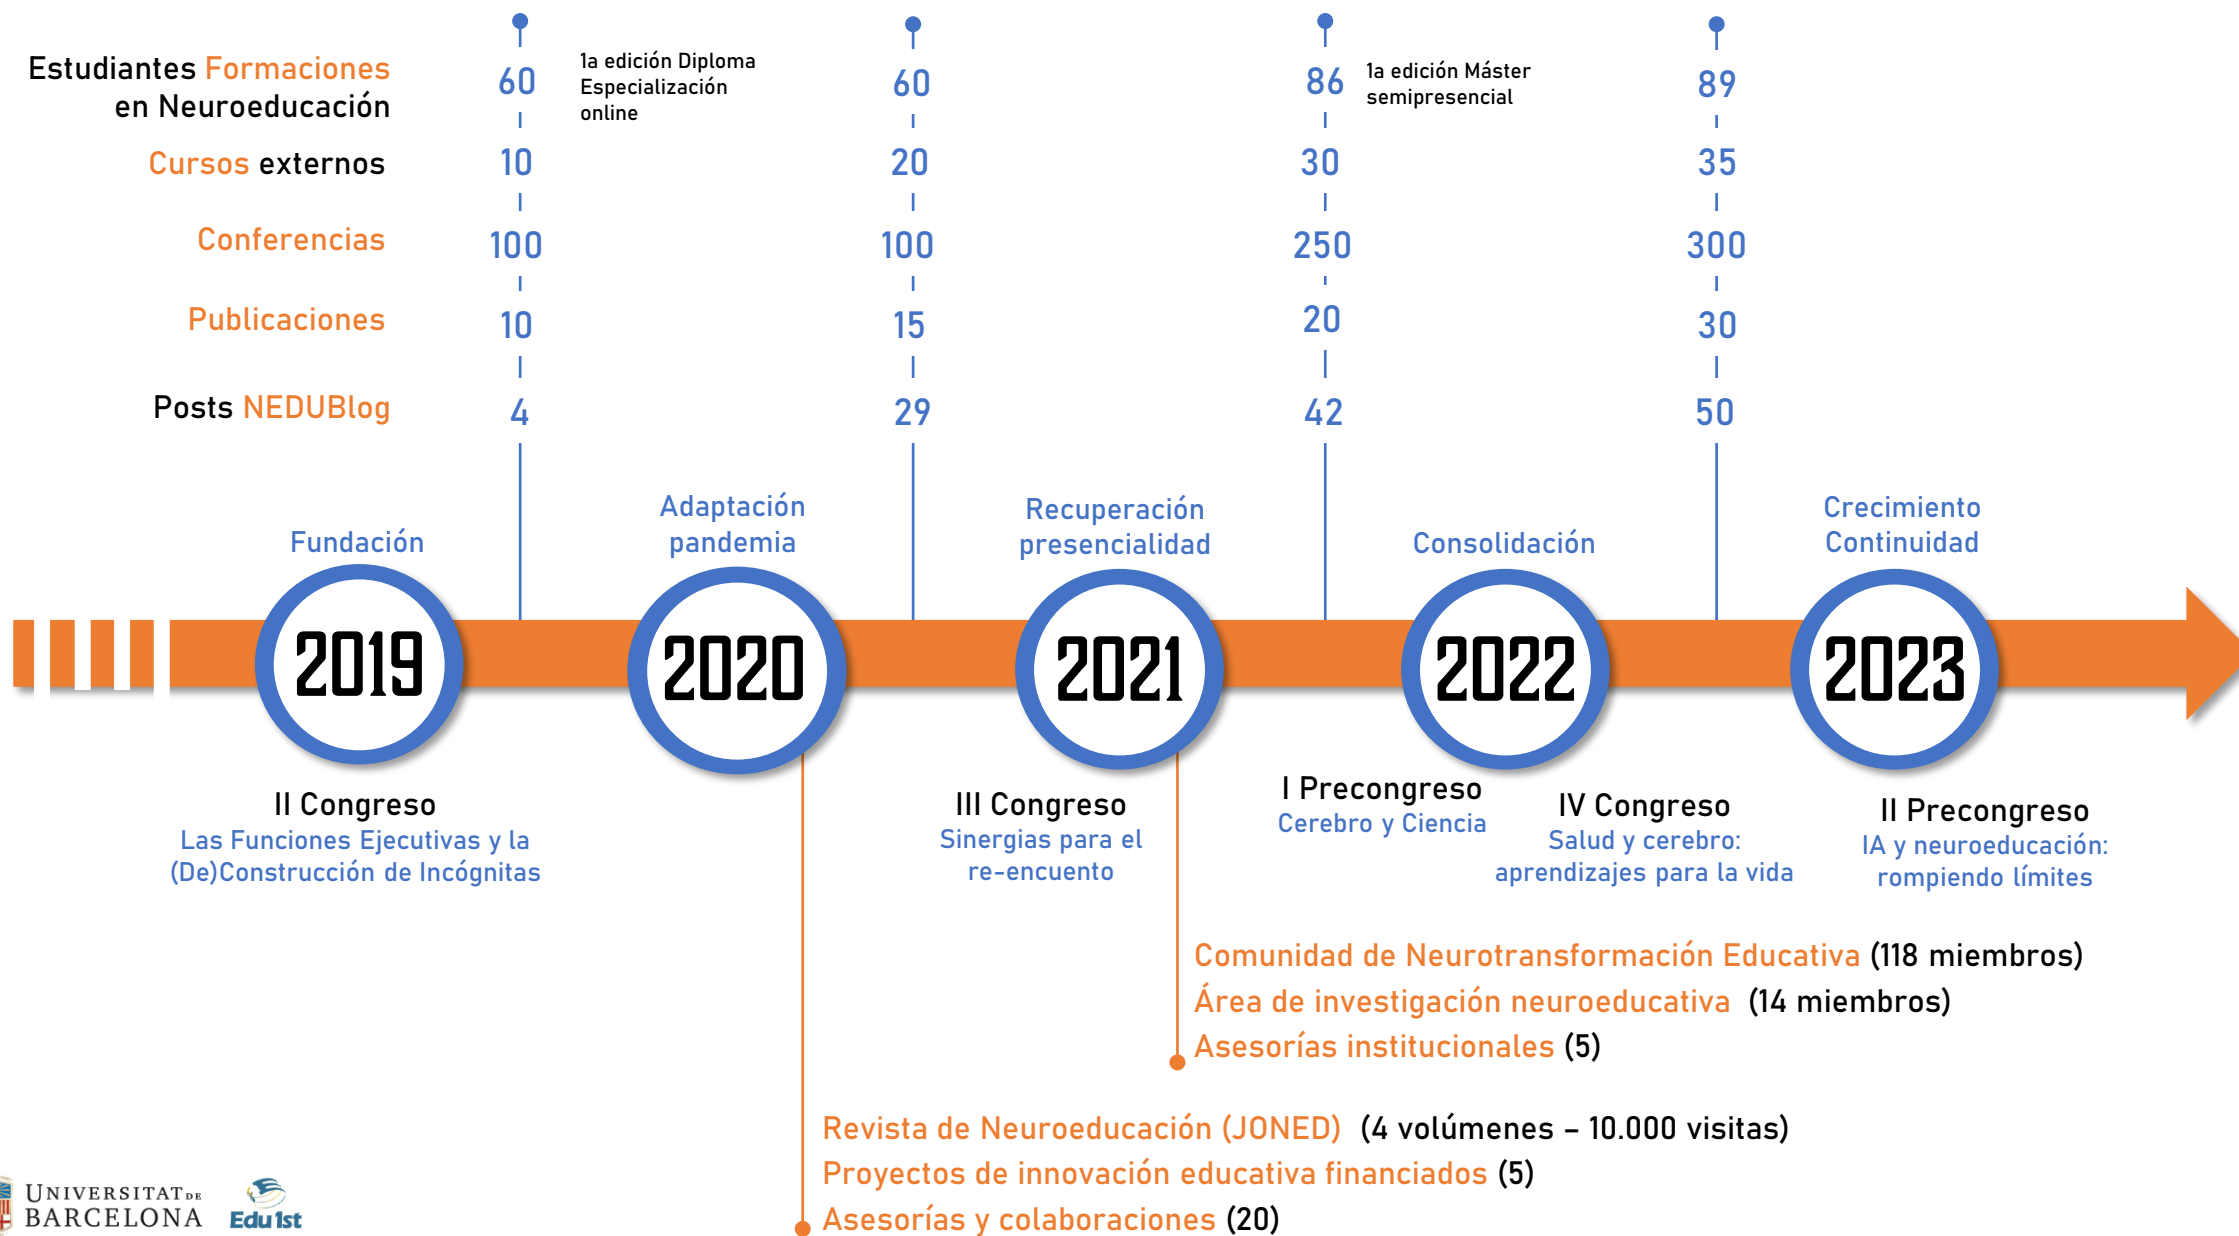 Estudiantes Formaciones
en Neuroeducación
60
1a edición Diploma
Especialización
online
60
86
1a edición Máster
semipresencial
89
Cursos externos
10
20
30
35
Conferencias
100
100
250
300
Publicaciones
10
15
20
30
Posts NEDUBlog
4
29
42
50
Fundación
Adaptación
pandemia
Recuperación
presencialidad
Consolidación
Crecimiento
Continuidad
2019
2020
2021
2022
2023
II Congreso
Las Funciones Ejecutivas y la
(De)Construcción de Incógnitas
III Congreso
Sinergias para el
re-encuento
I Precongreso
Cerebro y Ciencia
IV Congreso
Salud y cerebro:
aprendizajes para la vida
II Precongreso
IA y neuroeducación:
rompiendo límites
Comunidad de Neurotransformación Educativa (118 miembros)
Área de investigación neuroeducativa (14 miembros)
Asesorías institucionales (5)
Revista de Neuroeducación (JONED) (4 volúmenes – 10.000 visitas)
Proyectos de innovación educativa financiados (5)
Asesorías y colaboraciones (20)
UNIVERSITAT DE
BARCELONA
Edu1st